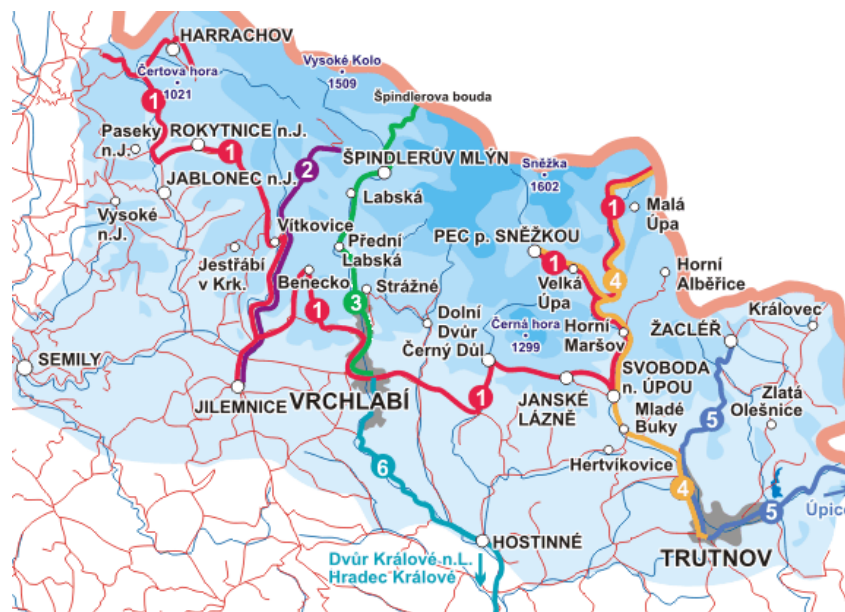 HARRACHOV
Čertova hora
1021
Vysoké Kolo
1509
Špindlerova bouda
1
Paseky
n.J.
ROKYTNICE n.J.
1
2
ŠPINDLERŮV MLÝN
Sněžka
1602
JABLONEC n.J.
Labská
1
Malá
Úpa
Vysoké
n.J.
Vítkovice
Přední
Labská
PEC p. SNĚŽKOU
1
Jestřábí
v Krk.
Benecko
Strážné
Velká
Úpa
4
Horní
Alběřice
3
1
Dolní
Dvůr
Černá hora
1299
Horní
Maršov
Královec
ŽACLÉŘ
SEMILY
Černý Důl
SVOBODA
n. ÚPOU
JILEMNICE
VRCHLABÍ
1
JANSKÉ
LÁZNĚ
Zlatá
Olešnice
Mladé
Buky
5
6
Hertvíkovice
4
5
Úpice
HOSTINNÉ
TRUTNOV
Dvůr Králové n.L.
Hradec Králové